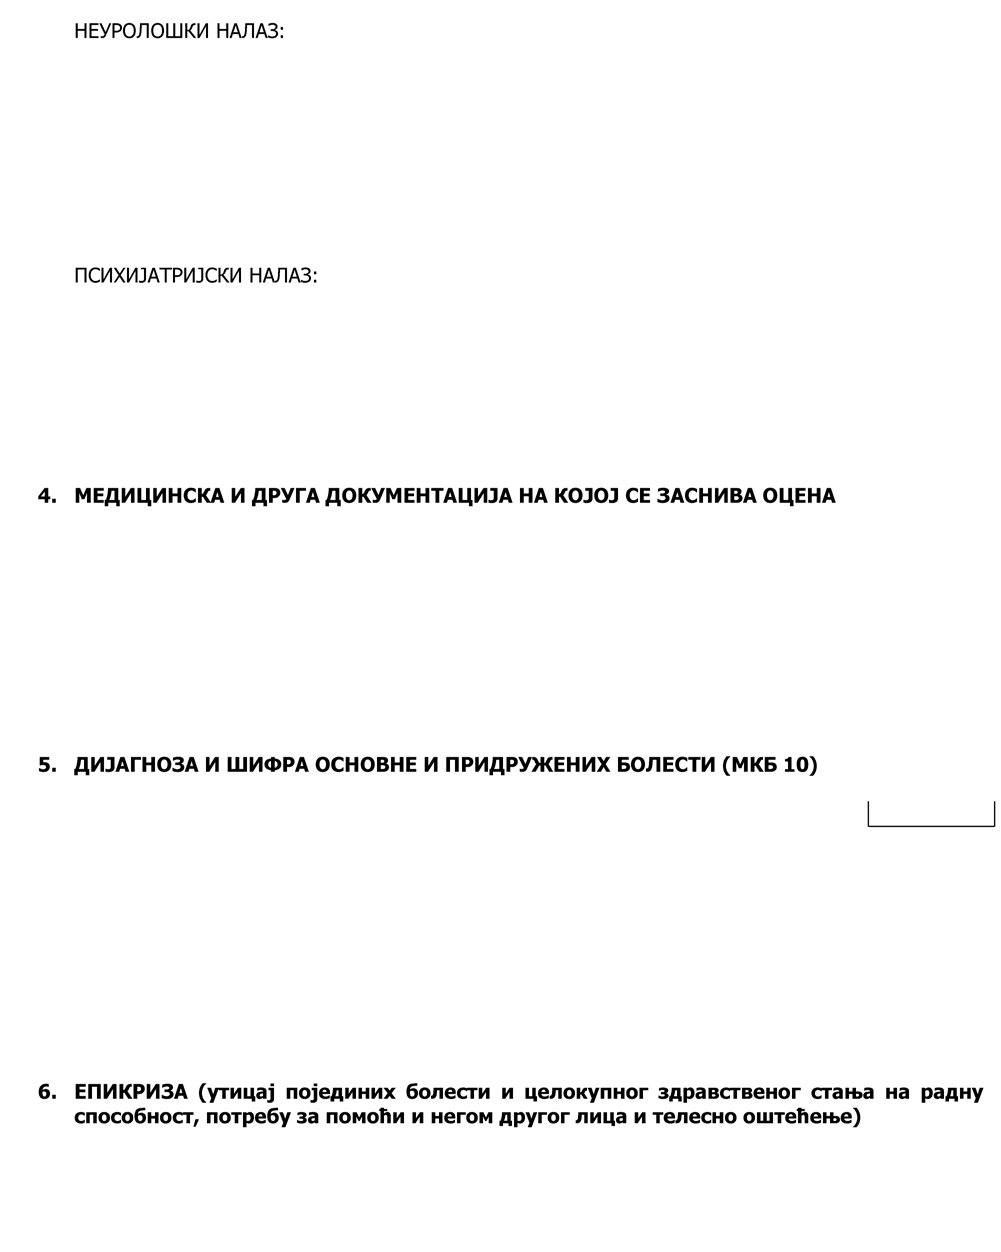 НЕУРОЛОШКИ НАЛАЗ:
ПСИХИЈАТРИЈСКИ НАЛАЗ:
4. МЕДИЦИНСКА И ДРУГА ДОКУМЕНТАЦИЈА НА КОЈОЈ СЕ ЗАСНИВА ОЦЕНА
5. ДИЈАГНОЗА И ШИФРА ОСНОВНЕ И ПРИДРУЖЕНИХ БОЛЕСТИ (МКБ 10)
6. ЕПИКРИЗА (утицај појединих болести и целокупног здравственог стања на радну
способност, потребу за помоћи и негом другог лица и телесно оштећење)